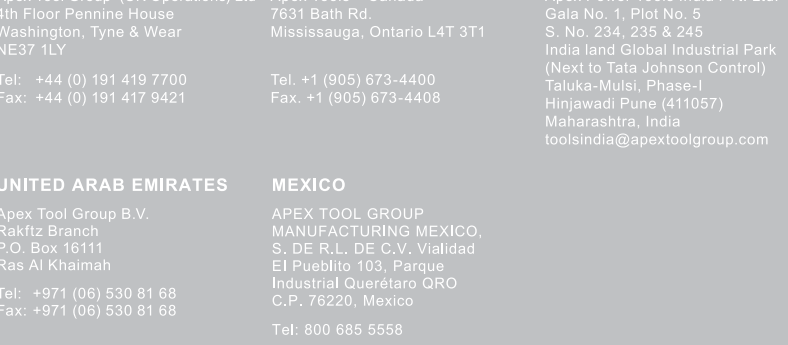 4th Floor Pennine House
Washington, Tyne & Wear
NE37 1LY
Tel: +44 (0) 191 419 7700
Fax: +44 (0) 191 417 9421
7631 Bath Rd.
Mississauga, Ontario L4T 3T1
Tel. +1 (905) 673-4400
Fax. +1 (905) 673-4408
Gala No. 1, Plot No. 5
S. No. 234, 235 & 245
India land Global Industrial Park
(Next to Tata Johnson Control)
Taluka-Mulsi, Phase-I
Hinjawadi Pune (411057)
Maharashtra, India
toolsindia@apextoolgroup.com
UNITED ARAB EMIRATES
Apex Tool Group B.V.
Rakftz Branch
P.O. Box 16111
Ras Al Khaimah
Tel: +971 (06) 530 81 68
Fax: +971 (06) 530 81 68
MEXICO
APEX TOOL GROUP
MANUFACTURING MEXICO,
S. DE R.L. DE C.V. Vialidad
El Pueblito 103, Parque
Industrial Querétaro QRO
C.P. 76220, Mexico
Tel: 800 685 5558